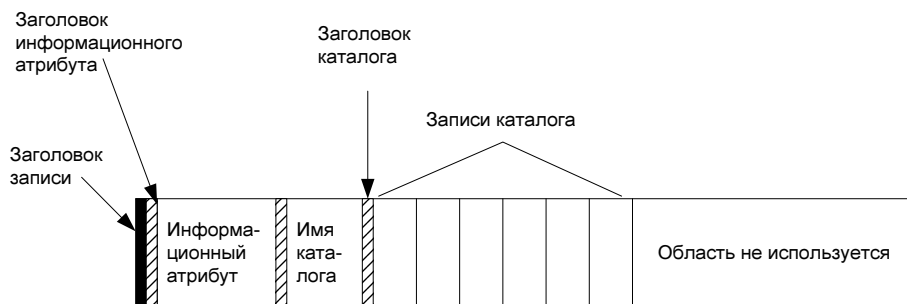 Заголовок
информационного
атрибута
Заголовок
каталога
Записи каталога
Заголовок
записи
Информа-
ционный
атрибут
Имя
ката-
лога
Область не используется